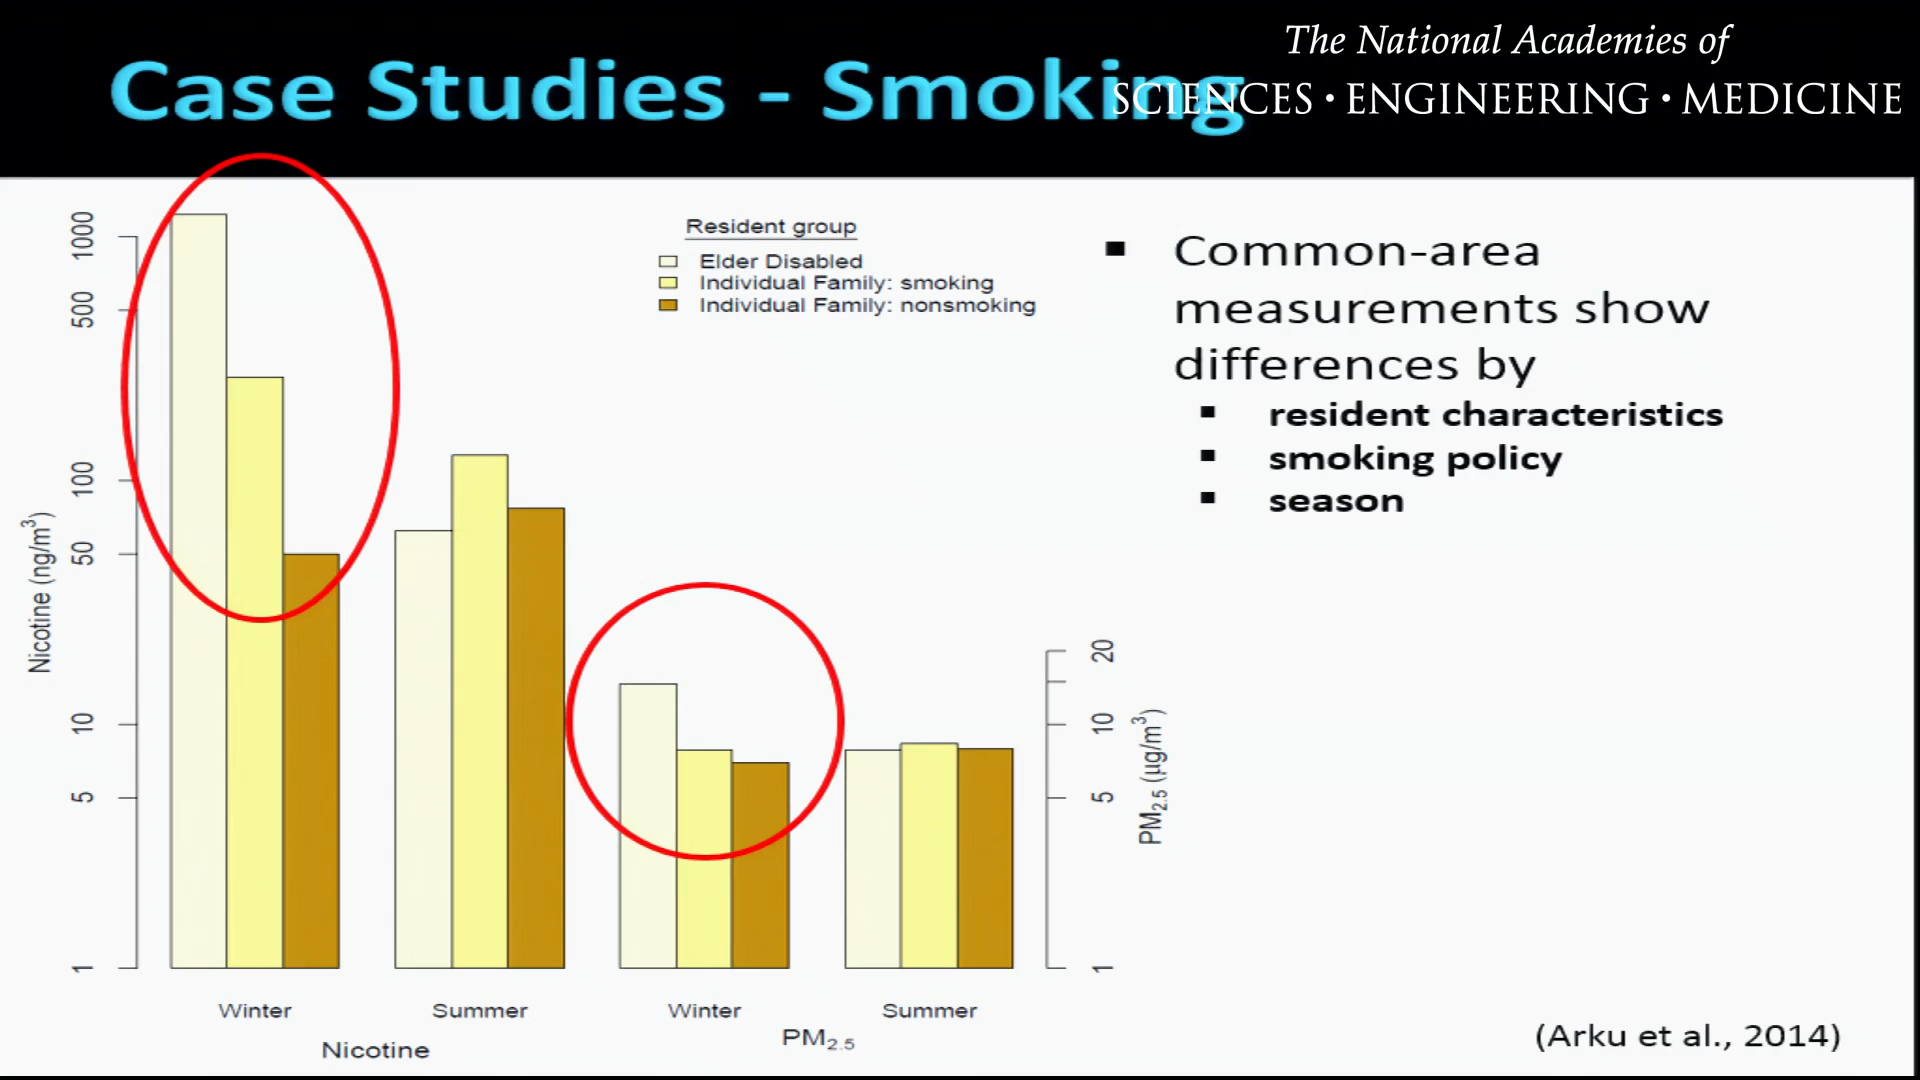 The National Academies of
SCIENCES • ENGINEERING • MEDICINE
Case Studies - Smoking
Resident group
Elder Disabled
Individual Family: smoking
Individual Family: nonsmoking
1000
500
100
50
10
5
1
Nicotine (ng/m³)
20
10
5
1
PM₂.₅ (µg/m³)
Winter
Summer
Winter
Summer
Nicotine
PM₂.₅
▪ Common-area
measurements show
differences by
▪ resident characteristics
▪ smoking policy
▪ season
(Arku et al., 2014)